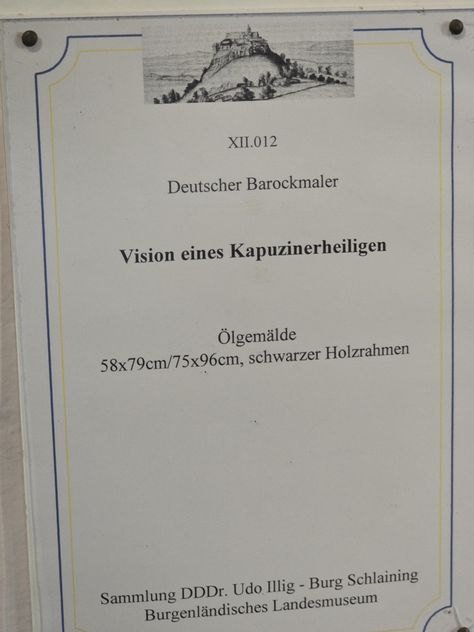 XII.012
Deutscher Barockmaler
Vision eines Kapuzinerheiligen
Ölgemälde
58x79cm/75x96cm, schwarzer Holzrahmen
Sammlung DDDr. Udo Illig - Burg Schlaining
Burgenländisches Landesmuseum